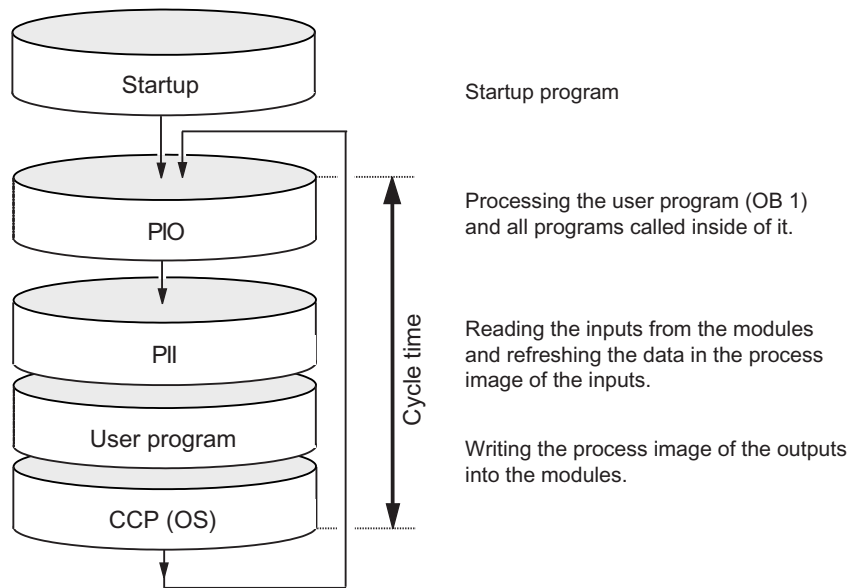 Startup
Startup program
PIO
Processing the user program (OB 1)
and all programs called inside of it.
PII
Cycle time
Reading the inputs from the modules
and refreshing the data in the process
image of the inputs.
User program
Writing the process image of the outputs
into the modules.
CCP (OS)